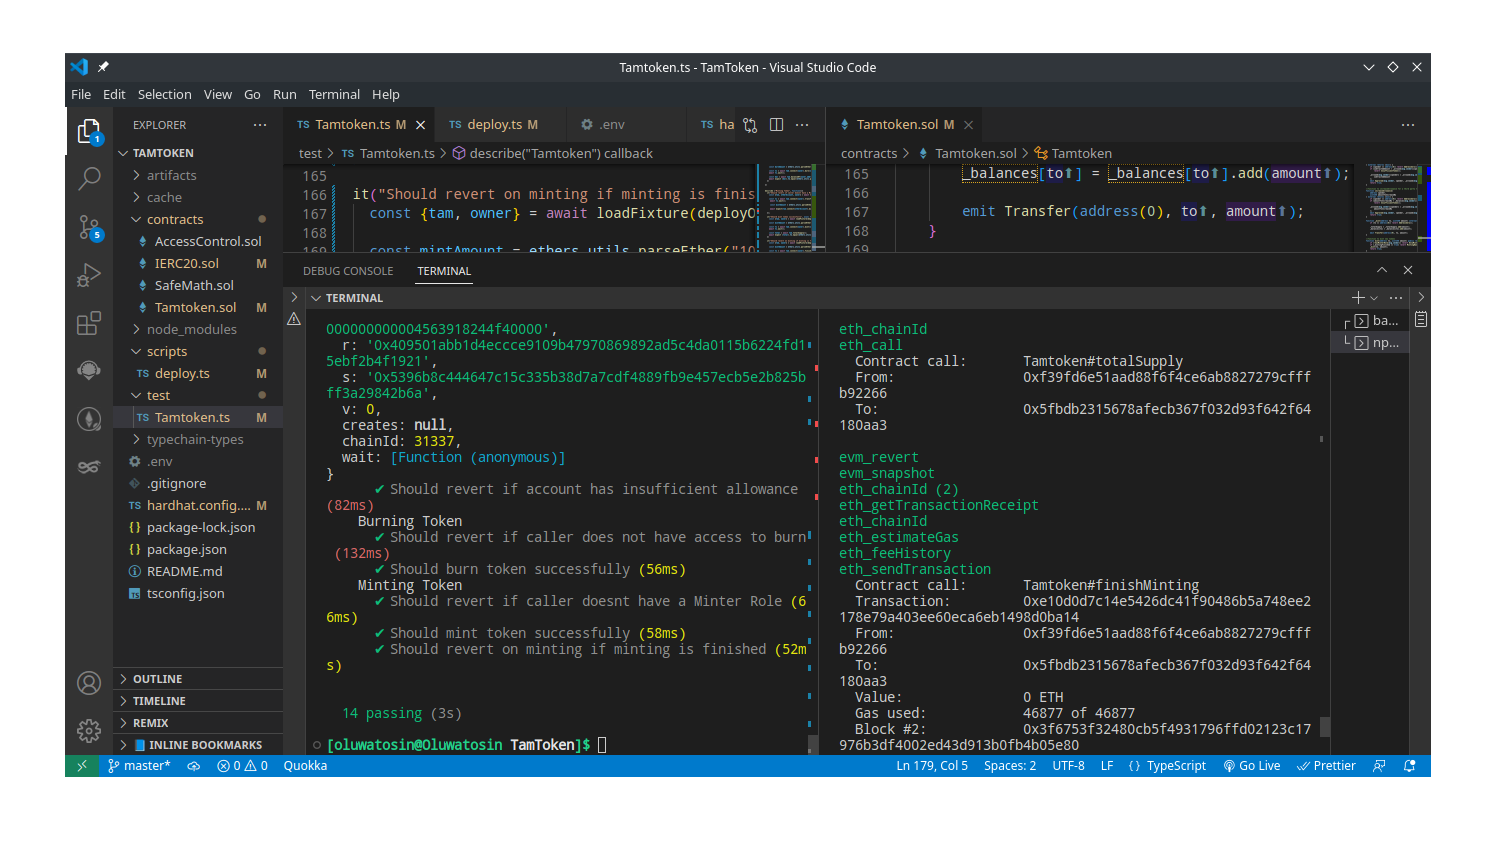 Tamtoken.ts - TamToken - Visual Studio Code
File Edit Selection View Go Run Terminal Help
EXPLORER
TAMTOKEN
artifacts
cache
contracts
AccessControl.sol
IERC20.sol M
SafeMath.sol
Tamtoken.sol M
node_modules
scripts
TS deploy.ts M
test
TS Tamtoken.ts M
typechain-types
.env
.gitignore
TS hardhat.config.... M
{} package-lock.json
{} package.json
README.md
tsconfig.json
OUTLINE
TIMELINE
REMIX
INLINE BOOKMARKS
1
5
TS Tamtoken.ts M
TS deploy.ts M
.env
TS ha
test > TS Tamtoken.ts > describe("Tamtoken") callback
165
166 it("Should revert on minting if minting is finis
167 const {tam, owner} = await loadFixture(deployO
168
169 const mintAmount = ethers.utils.parseEther("10
Tamtoken.sol M
contracts > Tamtoken.sol > Tamtoken
165 _balances[to⬆] = _balances[to⬆].add(amount⬆);
166
167 emit Transfer(address(0), to⬆, amount⬆);
168 }
169
DEBUG CONSOLE TERMINAL
TERMINAL
000000000004563918244f40000',
r: '0x409501abb1d4eccce9109b47970869892ad5c4da0115b6224fd1
5ebf2b4f1921',
s: '0x5396b8c444647c15c335b38d7a7cdf4889fb9e457ecb5e2b825b
ff3a29842b6a',
v: 0,
creates: null,
chainId: 31337,
wait: [Function (anonymous)]
}
✔ Should revert if account has insufficient allowance
(82ms)
Burning Token
✔ Should revert if caller does not have access to burn
(132ms)
✔ Should burn token successfully (56ms)
Minting Token
✔ Should revert if caller doesnt have a Minter Role (6
6ms)
✔ Should mint token successfully (58ms)
✔ Should revert on minting if minting is finished (52m
s)
14 passing (3s)
[oluwatosin@Oluwatosin TamToken]$
eth_chainId
eth_call
Contract call: Tamtoken#totalSupply
From: 0xf39fd6e51aad88f6f4ce6ab8827279cfff
b92266
To: 0x5fbdb2315678afecb367f032d93f642f64
180aa3
evm_revert
evm_snapshot
eth_chainId (2)
eth_getTransactionReceipt
eth_chainId
eth_estimateGas
eth_feeHistory
eth_sendTransaction
Contract call: Tamtoken#finishMinting
Transaction: 0xe10d0d7c14e5426dc41f90486b5a748ee2
178e79a403ee60eca6eb1498d0ba14
From: 0xf39fd6e51aad88f6f4ce6ab8827279cfff
b92266
To: 0x5fbdb2315678afecb367f032d93f642f64
180aa3
Value: 0 ETH
Gas used: 46877 of 46877
Block #2: 0x3f6753f32480cb5f4931796ffd02123c17
976b3df4002ed43d913b0fb4b05e80
ba...
np...
master* 0 0 Quokka
Ln 179, Col 5 Spaces: 2 UTF-8 LF {} TypeScript Go Live Prettier